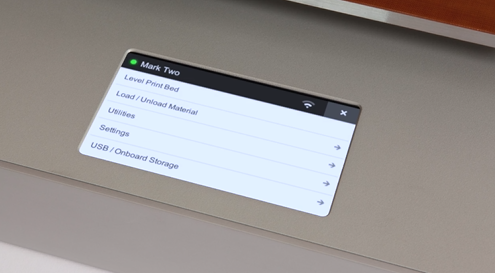 Mark Two
Level Print Bed
Load / Unload Material
Utilities
Settings
USB / Onboard Storage